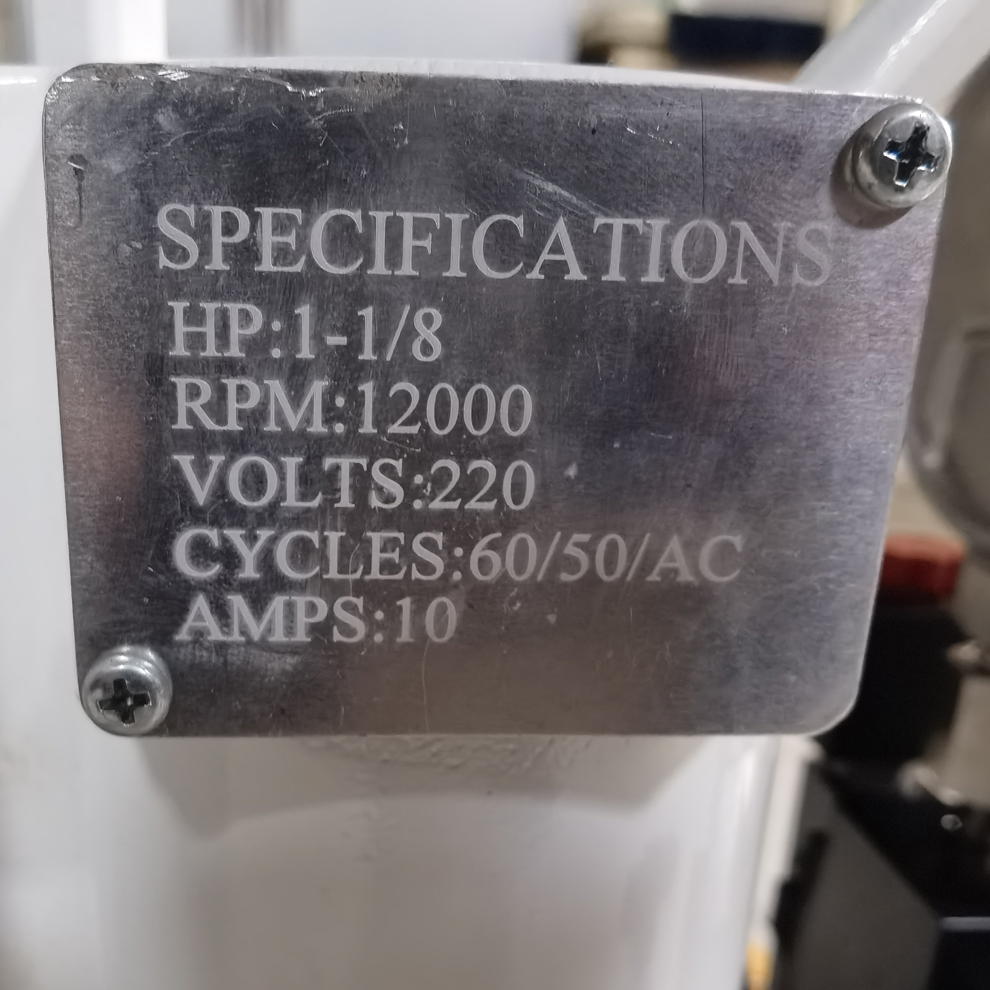 SPECIFICATIONS
HP:1-1/8
RPM:12000
VOLTS:220
CYCLES:60/50/AC
AMPS:10